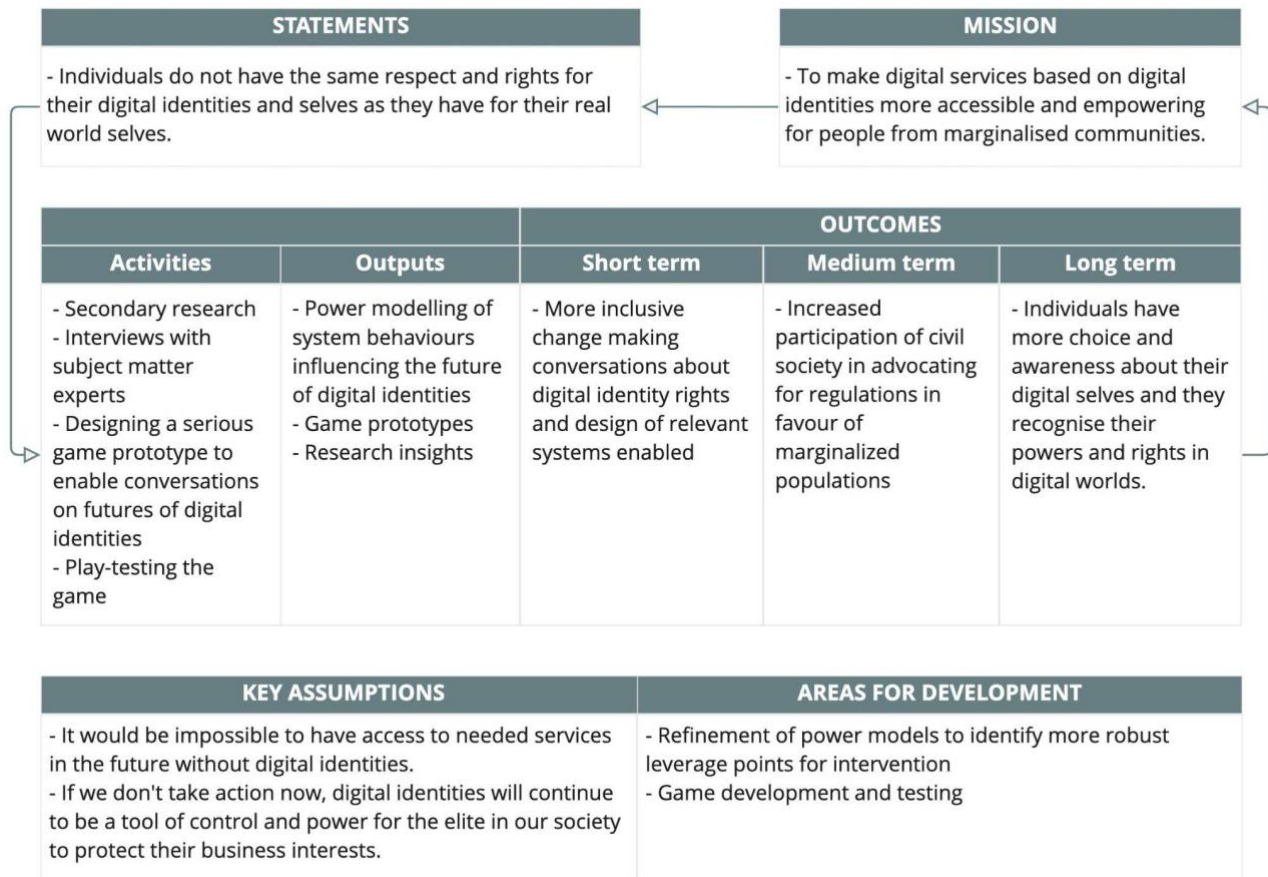 STATEMENTS
- Individuals do not have the same respect and rights for
their digital identities and selves as they have for their real
world selves.
MISSION
- To make digital services based on digital
identities more accessible and empowering
for people from marginalised communities.
OUTCOMES
Activities
Outputs
Short term
Medium term
Long term
- Secondary research
- Interviews with
subject matter
experts
- Designing a serious
game prototype to
enable conversations
on futures of digital
identities
- Play-testing the
game
- Power modelling of
system behaviours
influencing the future
of digital identities
- Game prototypes
- Research insights
- More inclusive
change making
conversations about
digital identity rights
and design of relevant
systems enabled
- Increased
participation of civil
society in advocating
for regulations in
favour of
marginalized
populations
- Individuals have
more choice and
awareness about their
digital selves and they
recognise their
powers and rights in
digital worlds.
KEY ASSUMPTIONS
- It would be impossible to have access to needed services
in the future without digital identities.
- If we don't take action now, digital identities will continue
to be a tool of control and power for the elite in our society
to protect their business interests.
AREAS FOR DEVELOPMENT
- Refinement of power models to identify more robust
leverage points for intervention
- Game development and testing